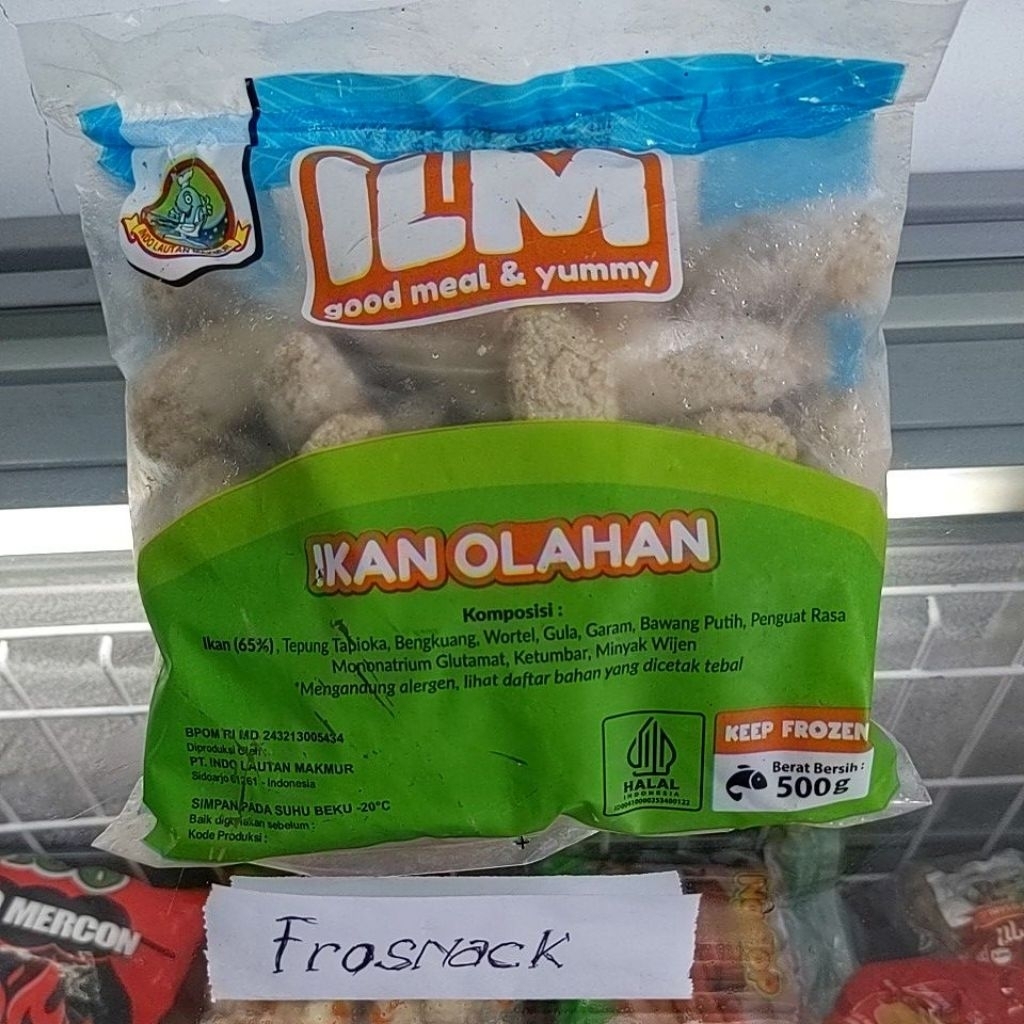 ILM
good meal & yummy
INDO LAUTAN
IKAN OLAHAN
Komposisi :
Ikan (65%), Tepung Tapioka, Bengkuang, Wortel, Gula, Garam, Bawang Putih, Penguat Rasa
Mononatrium Glutamat, Ketumbar, Minyak Wijen
*Mengandung alergen, lihat daftar bahan yang dicetak tebal
BPOM RI MD 243213005434
Diproduksi Oleh :
PT. INDO LAUTAN MAKMUR
Sidoarjo 61261 - Indonesia
SIMPAN PADA SUHU BEKU -20°C
Baik digunakan sebelum :
Kode Produksi :
HALAL
INDONESIA
KEEP FROZEN
Berat Bersih :
500g
MERCON
Frosnack